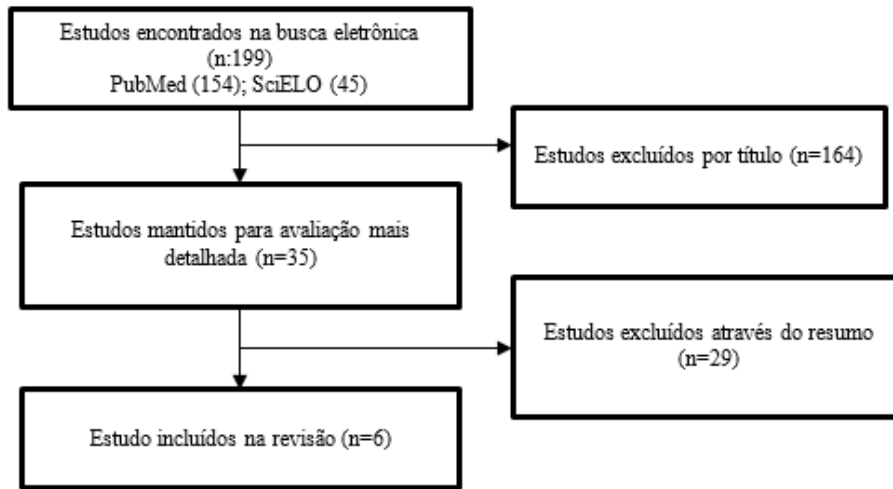 Estudos encontrados na busca eletrônica
(n:199)
PubMed (154); SciELO (45)
Estudos excluídos por título (n=164)
Estudos mantidos para avaliação mais
detalhada (n=35)
Estudos excluídos através do resumo
(n=29)
Estudo incluídos na revisão (n=6)